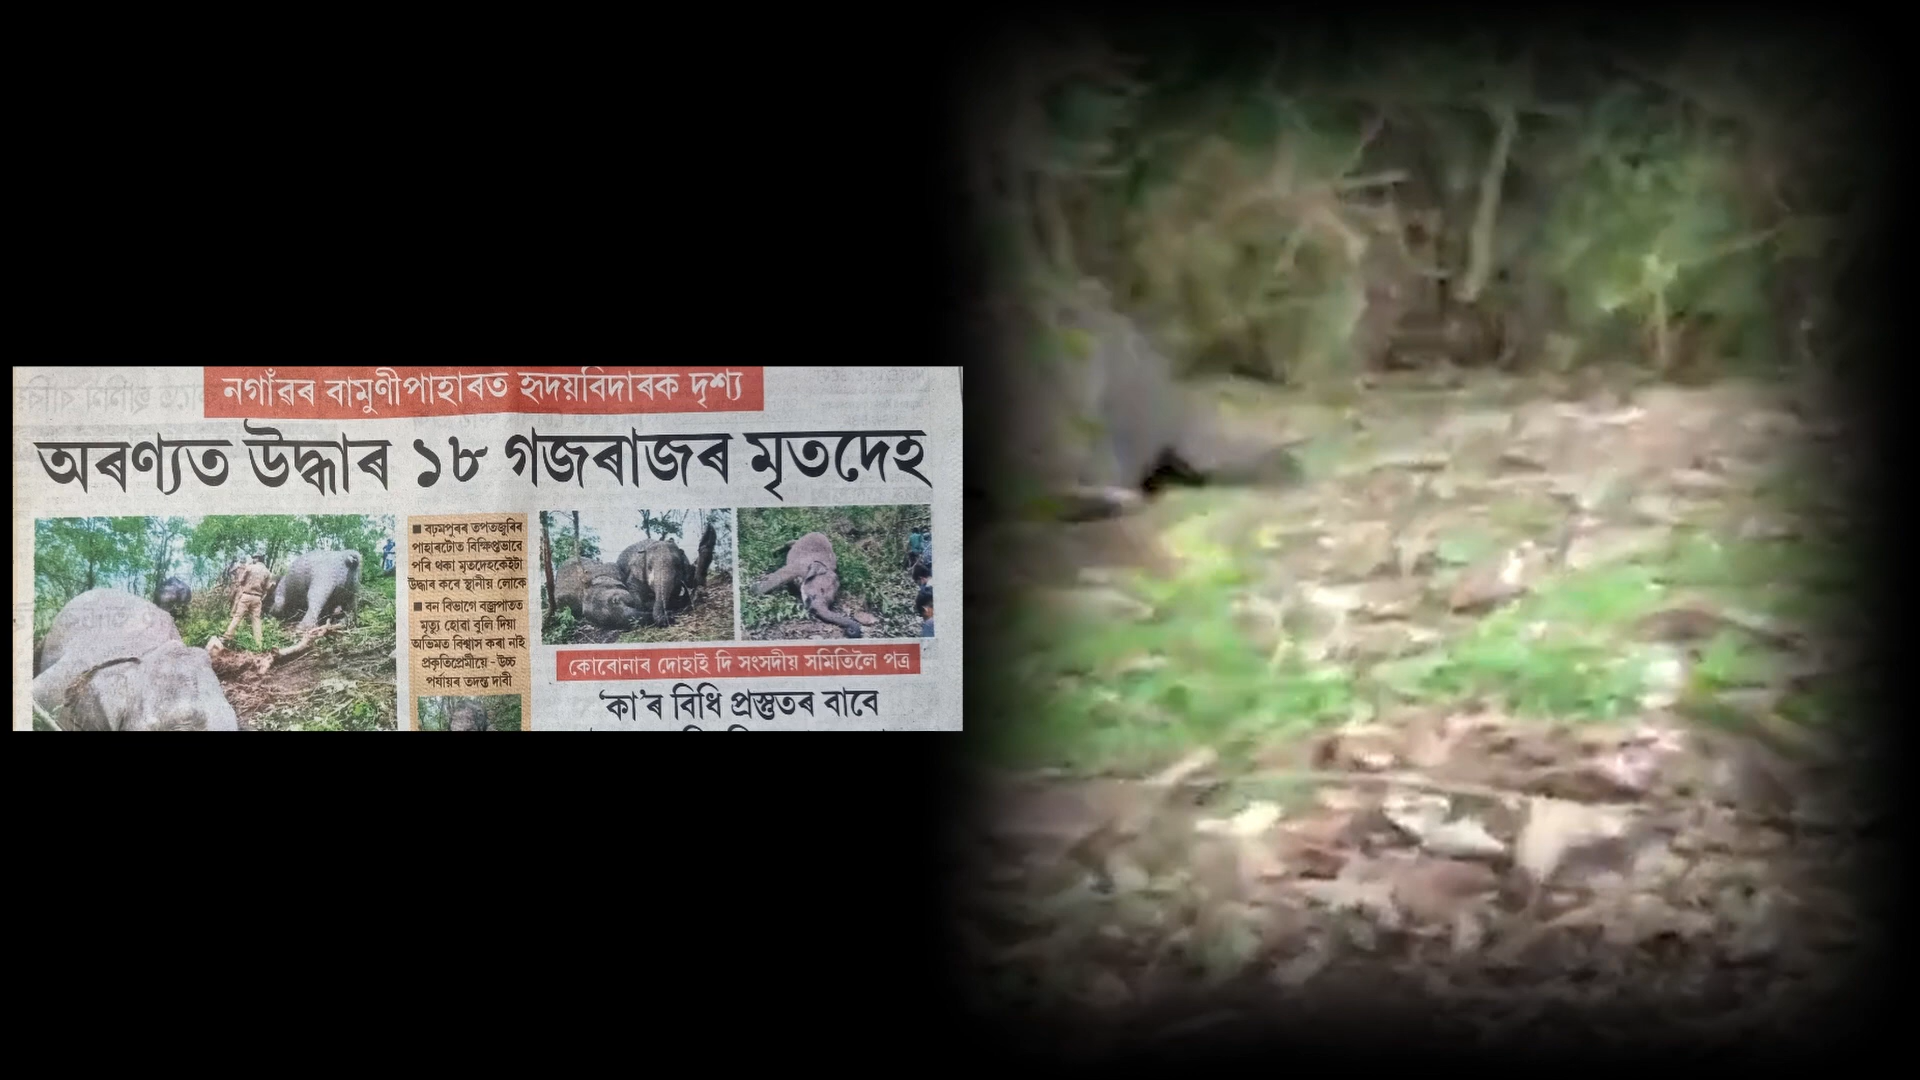 নগাঁৱৰ বামুণীপাহাৰত হৃদয়বিদাৰক দৃশ্য
অৰণ্যত উদ্ধাৰ ১৮ গজৰাজৰ মৃতদেহ
■ বঢ়মপুৰৰ তপতজুৰিৰ
পাহাৰটোত বিক্ষিপ্তভাৱে
পৰি থকা মৃতদেহকেইটা
উদ্ধাৰ কৰে স্থানীয় লোকে
■ বন বিভাগে বজ্ৰপাতত
মৃত্যু হোৱা বুলি দিয়া
অভিমত বিশ্বাস কৰা নাই
প্ৰকৃতিপ্ৰেমীয়ে - উচ্চ
পৰ্যায়ৰ তদন্ত দাবী
কোৰোনাৰ দোহাই দি সংসদীয় সমিতিলৈ পত্ৰ
‘কা’ৰ বিধি প্ৰস্তুতৰ বাবে